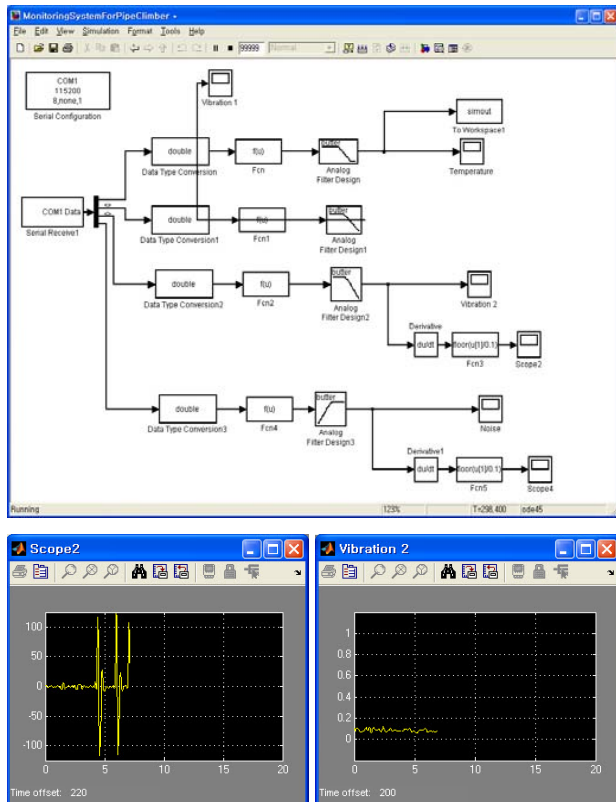 MonitoringSystemForPipeClimber *
File Edit View Simulation Format Tools Help
99999 Normal
COM1
115200
8,none,1
Serial Configuration
Vibration 1
simout
To Workspace1
double
Data Type Conversion
f(u)
Fcn
butter
Analog
Filter Design
Temperature
COM1 Data
Serial Receive1
double
Data Type Conversion1
f(u)
Fcn1
butter
Analog
Filter Design1
double
Data Type Conversion2
f(u)
Fcn2
butter
Analog
Filter Design2
Vibration 2
Derivative
du/dt
floor(u[1]/0.1)
Fcn3
Scope2
double
Data Type Conversion3
f(u)
Fcn4
butter
Analog
Filter Design3
Noise
Derivative1
du/dt
floor(u[1]/0.1)
Fcn5
Scope4
Running 123% T=298,400 ode45
Scope2
100
50
0
-50
-100
0 5 10 15 20
Time offset: 220
Vibration 2
1
0.8
0.6
0.4
0.2
0
0 5 10 15 20
Time offset: 200